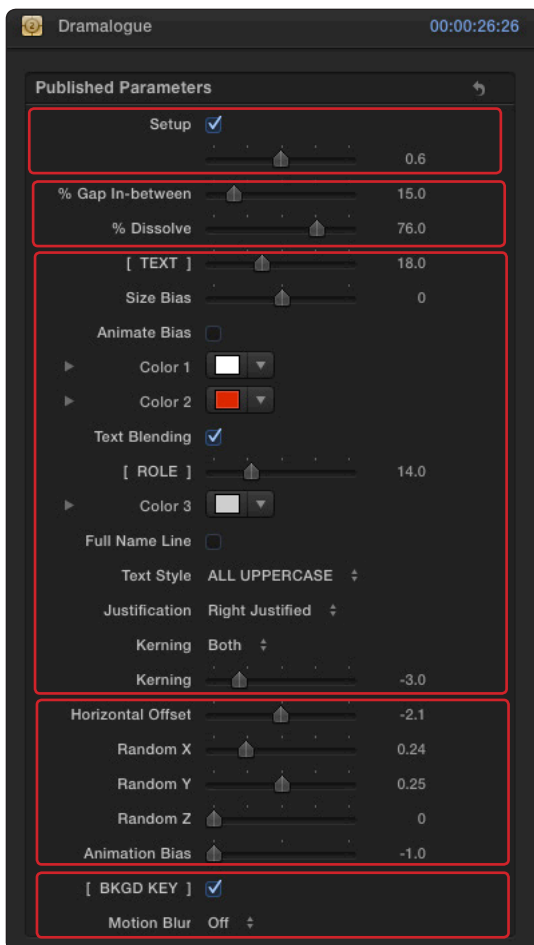 Dramalogue 00:00:26:26
Published Parameters
Setup
0.6
% Gap In-between 15.0
% Dissolve 76.0
[ TEXT ] 18.0
Size Bias 0
Animate Bias
Color 1
Color 2
Text Blending
[ ROLE ] 14.0
Color 3
Full Name Line
Text Style ALL UPPERCASE
Justification Right Justified
Kerning Both
Kerning -3.0
Horizontal Offset -2.1
Random X 0.24
Random Y 0.25
Random Z 0
Animation Bias -1.0
[ BKGD KEY ]
Motion Blur Off